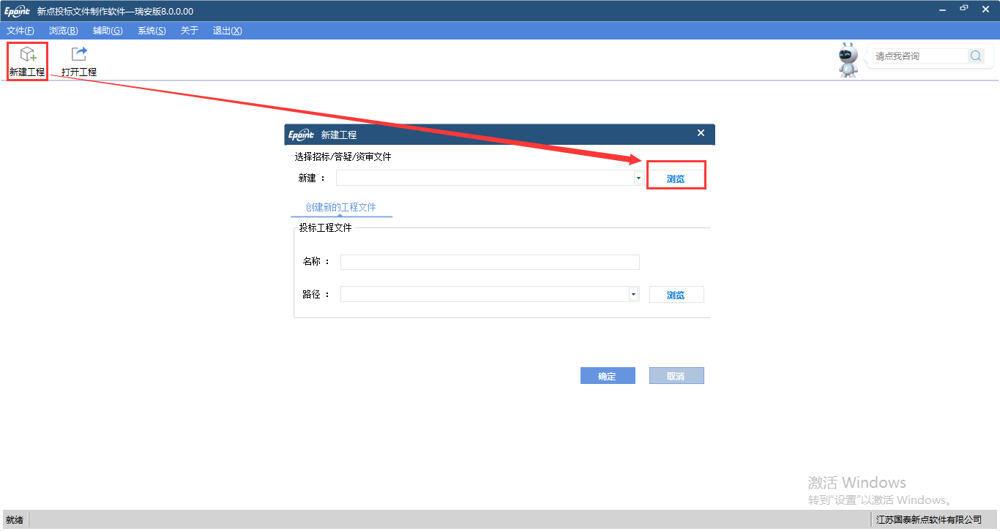 Epoint 新点投标文件制作软件—瑞安版8.0.0.00
文件(F) 浏览(B) 辅助(G) 系统(S) 关于 退出(X)
新建工程 打开工程
请点我咨询
Epoint 新建工程
选择招标/答疑/资审文件
新建 : 浏览
创建新的工程文件
投标工程文件
名称 :
路径 : 浏览
确定 取消
激活 Windows
转到"设置"以激活 Windows。
就绪 江苏国泰新点软件有限公司